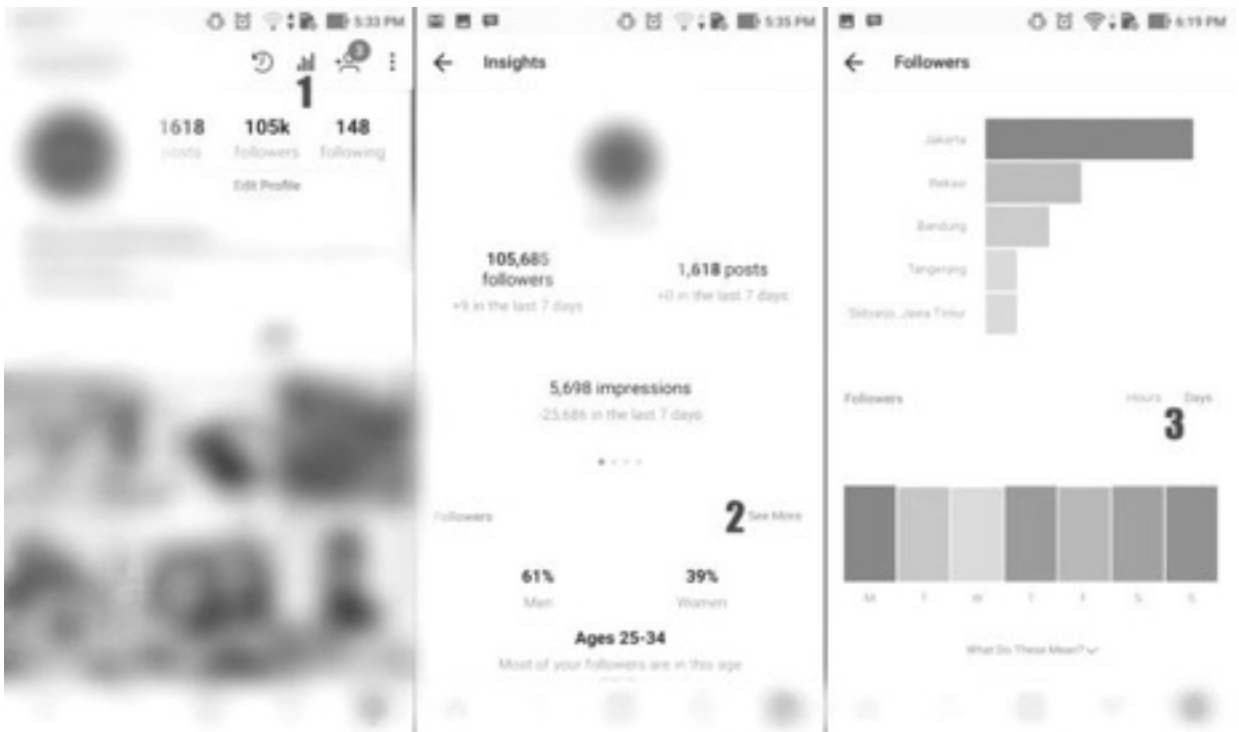 5:33 PM
3
1
1618 105k 148
posts followers following
Edit Profile
5:35 PM
Insights
105,685
followers
+9 in the last 7 days
1,618 posts
+0 in the last 7 days
5,698 impressions
-25,686 in the last 7 days
Followers
2 See More
61% 39%
Men Women
Ages 25-34
Most of your followers are in this age
6:19 PM
Followers
Jakarta
Bekasi
Bandung
Tangerang
Sidoarjo, Jawa Timur
Followers Hours Days
3
M T W T F S S
What Do These Mean?